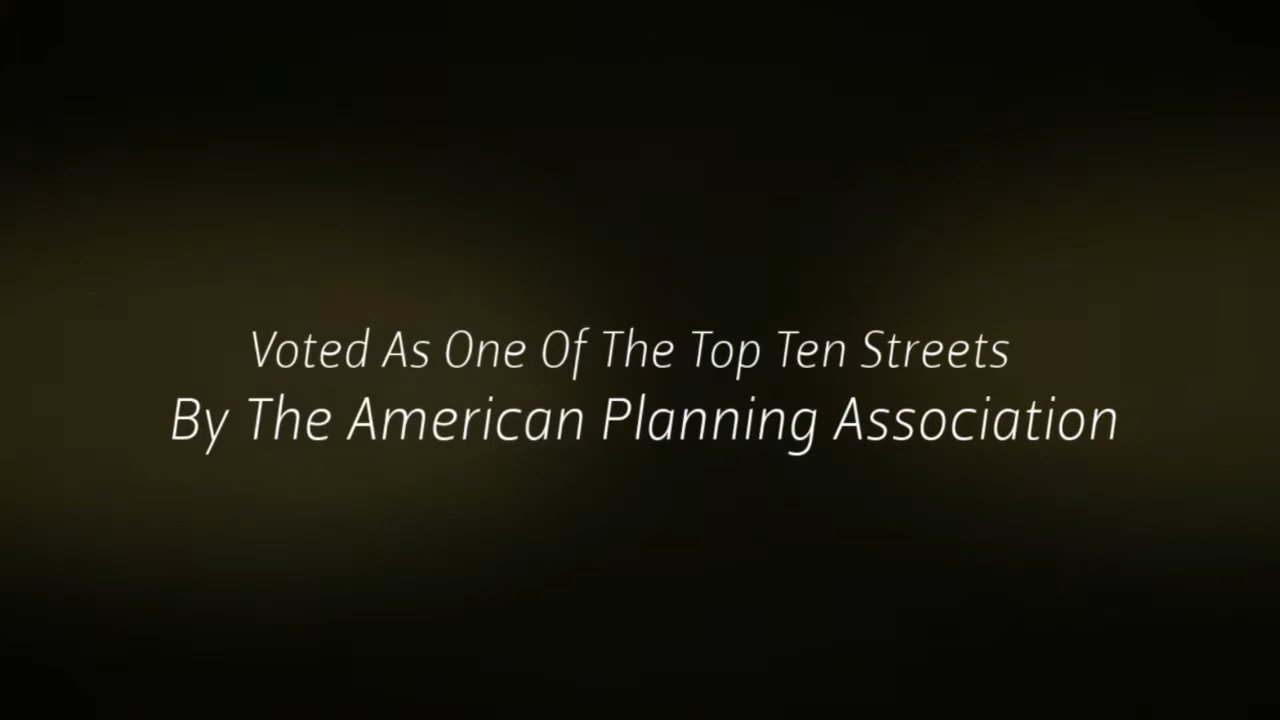 Voted As One Of The Top Ten Streets
By The American Planning Association